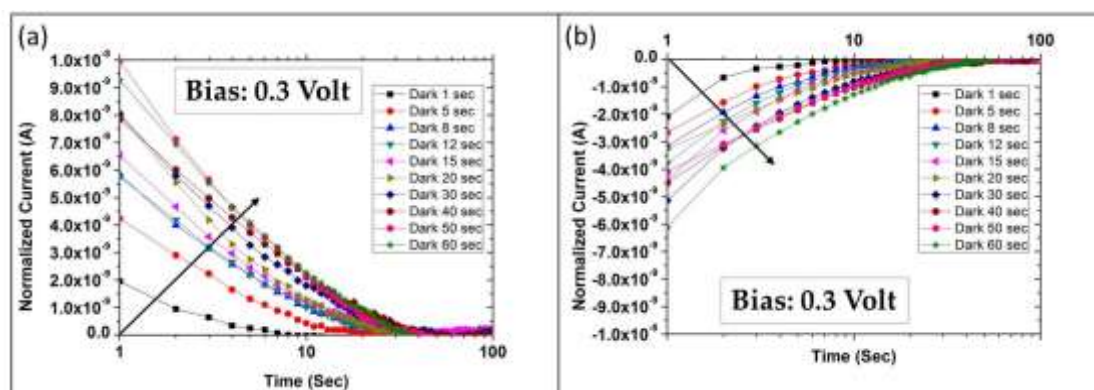 (a)
Normalized Current (A)
1.0x10⁻⁸
9.0x10⁻⁹
8.0x10⁻⁹
7.0x10⁻⁹
6.0x10⁻⁹
5.0x10⁻⁹
4.0x10⁻⁹
3.0x10⁻⁹
2.0x10⁻⁹
1.0x10⁻⁹
0.0
Bias: 0.3 Volt
Dark 1 sec
Dark 5 sec
Dark 8 sec
Dark 12 sec
Dark 15 sec
Dark 20 sec
Dark 30 sec
Dark 40 sec
Dark 50 sec
Dark 60 sec
1 10 100
Time (Sec)
(b)
1 10 100
Normalized Current (A)
0.0
-1.0x10⁻⁹
-2.0x10⁻⁹
-3.0x10⁻⁹
-4.0x10⁻⁹
-5.0x10⁻⁹
-6.0x10⁻⁹
-7.0x10⁻⁹
-8.0x10⁻⁹
-9.0x10⁻⁹
-1.0x10⁻⁸
Dark 1 sec
Dark 5 sec
Dark 8 sec
Dark 12 sec
Dark 15 sec
Dark 20 sec
Dark 30 sec
Dark 40 sec
Dark 50 sec
Dark 60 sec
Bias: 0.3 Volt
Time (Sec)